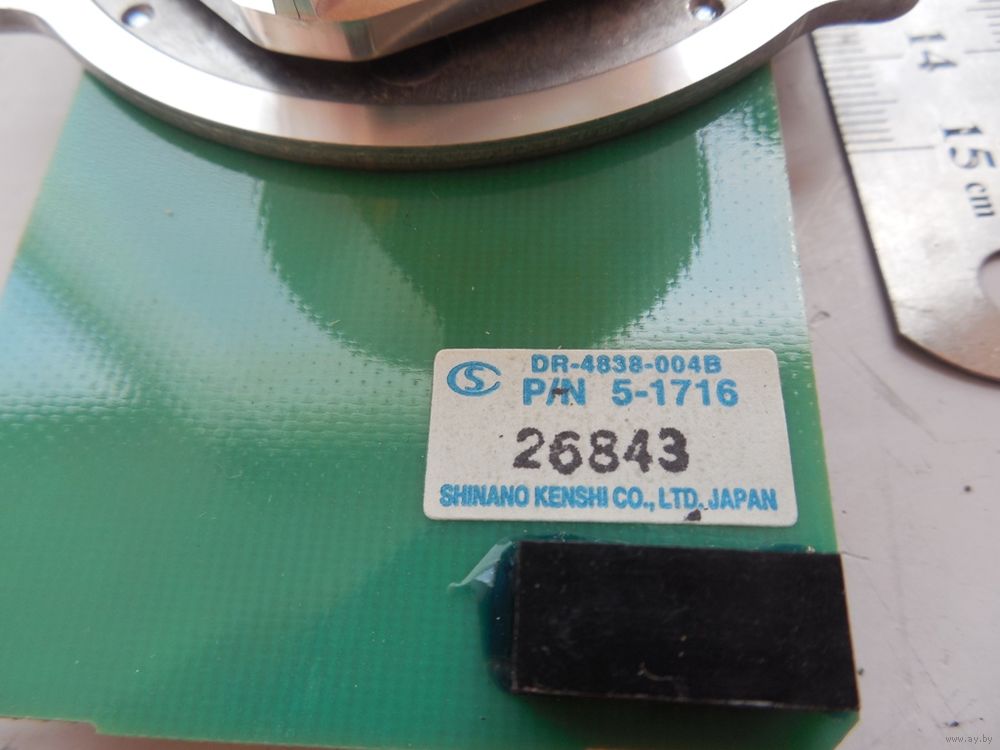 14
15 cm
DR-4838-004B
P/N 5-1716
26843
SHINANO KENSHI CO., LTD. JAPAN
www.ay.by